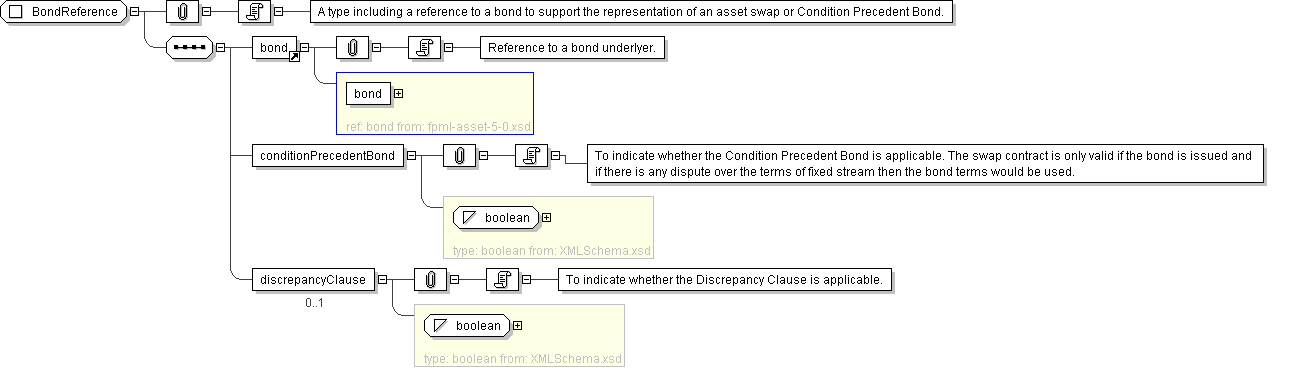 BondReference
A type including a reference to a bond to support the representation of an asset swap or Condition Precedent Bond.
bond
Reference to a bond underlyer.
bond
ref: bond from: fpml-asset-5-0.xsd
conditionPrecedentBond
To indicate whether the Condition Precedent Bond is applicable. The swap contract is only valid if the bond is issued and
if there is any dispute over the terms of fixed stream then the bond terms would be used.
boolean
type: boolean from: XMLSchema.xsd
discrepancyClause
To indicate whether the Discrepancy Clause is applicable.
0..1
boolean
type: boolean from: XMLSchema.xsd